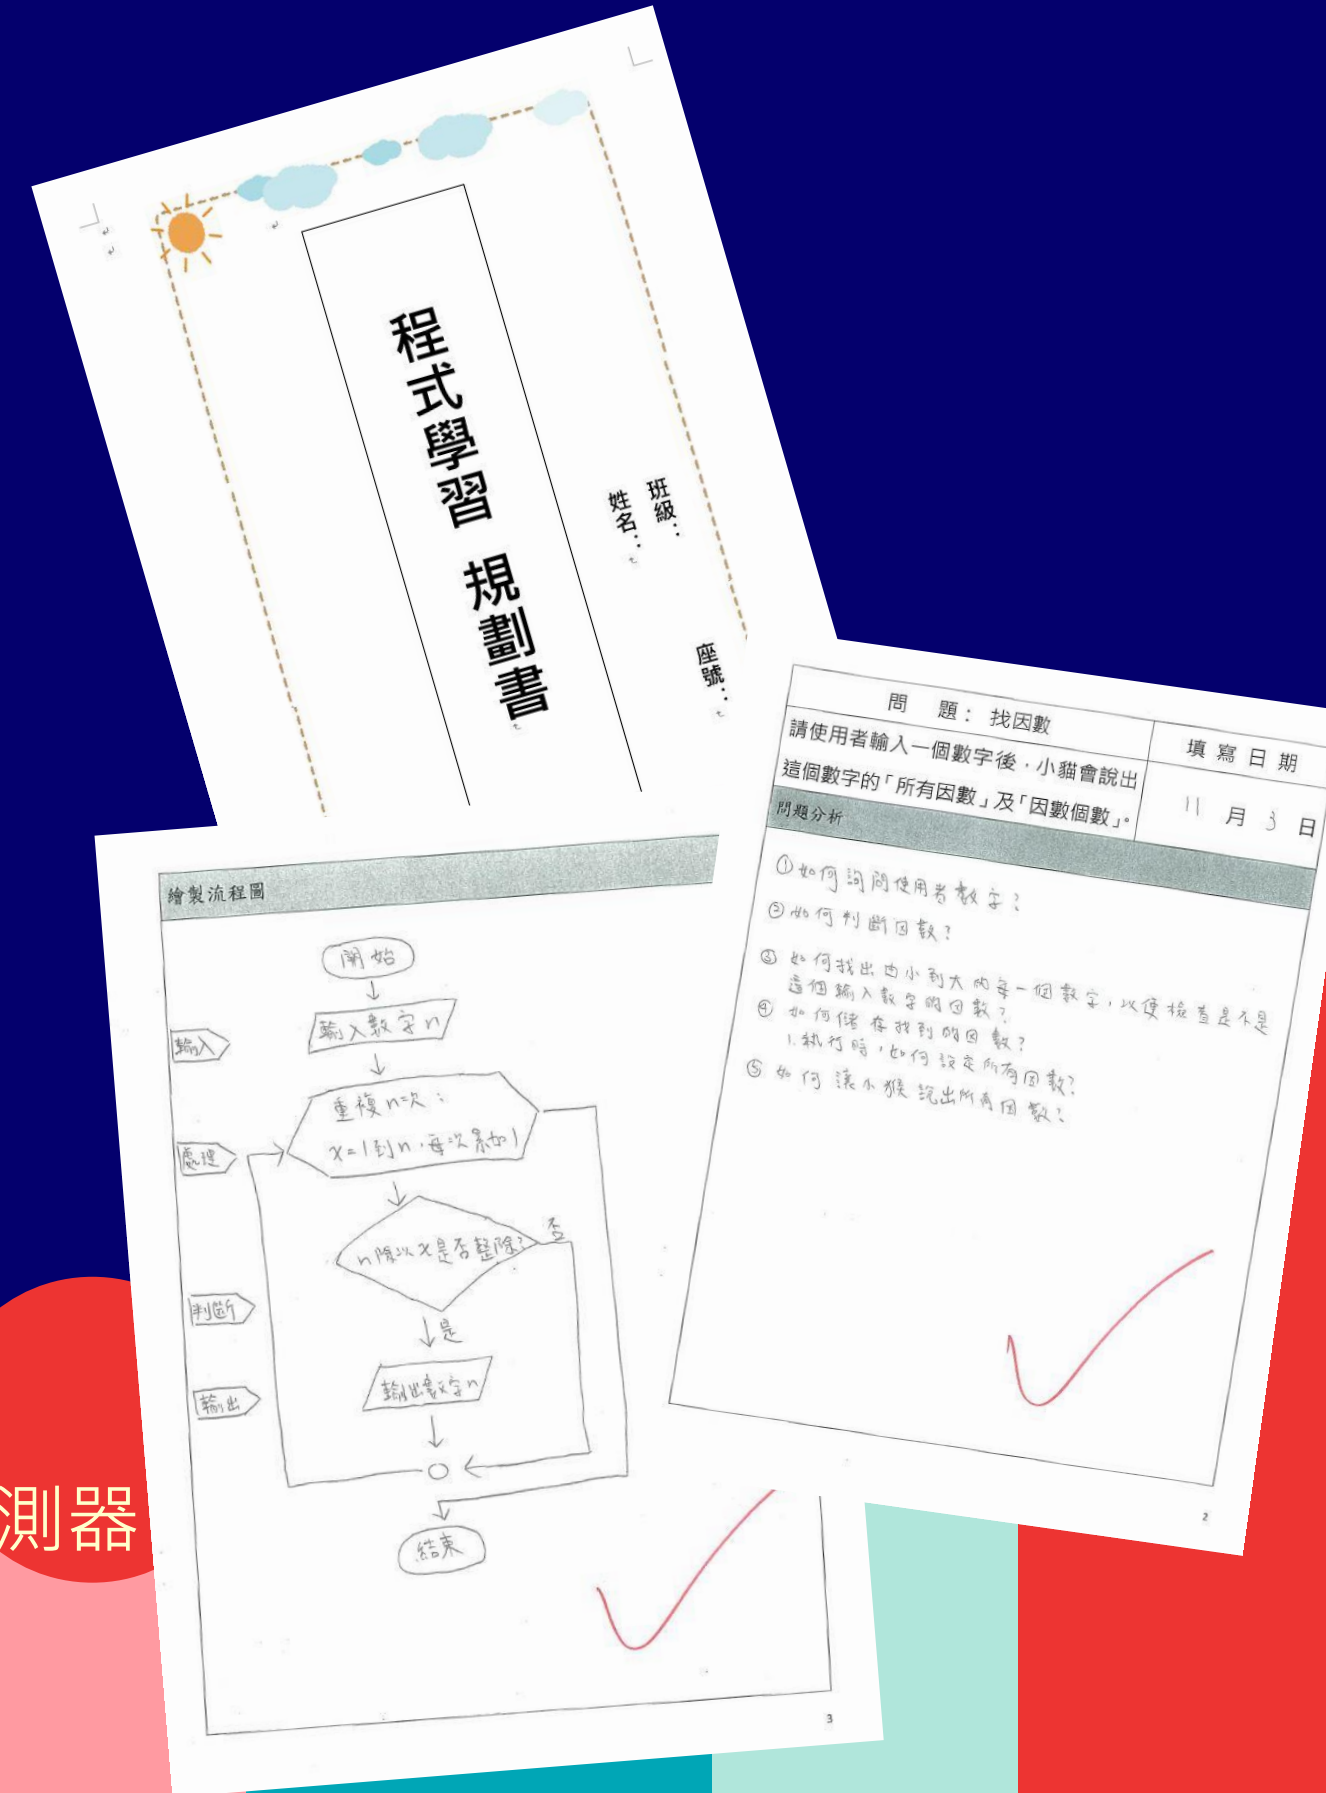 程式學習 規劃書
班級：
姓名：
座號：
問 題：找因數
請使用者輸入一個數字後，小貓會說出
這個數字的「所有因數」及「因數個數」。
填寫日期
11 月 3 日
問題分析
①如何詢問使用者數字？
②如何判斷因數？
③如何找出由小到大的每一個數字，以便檢查是不是
這個輸入數字的因數？
④如何儲存找到的因數？
1.執行時，如何設定所有因數？
⑤如何讓小猴說出所有因數？
2
繪製流程圖
開始
輸入數字n
輸入
重複n次：
x=1到n，每次累加1
處理
n除以x是否整除？
否
是
判斷
輸出數字n
輸出
結束
3
測器